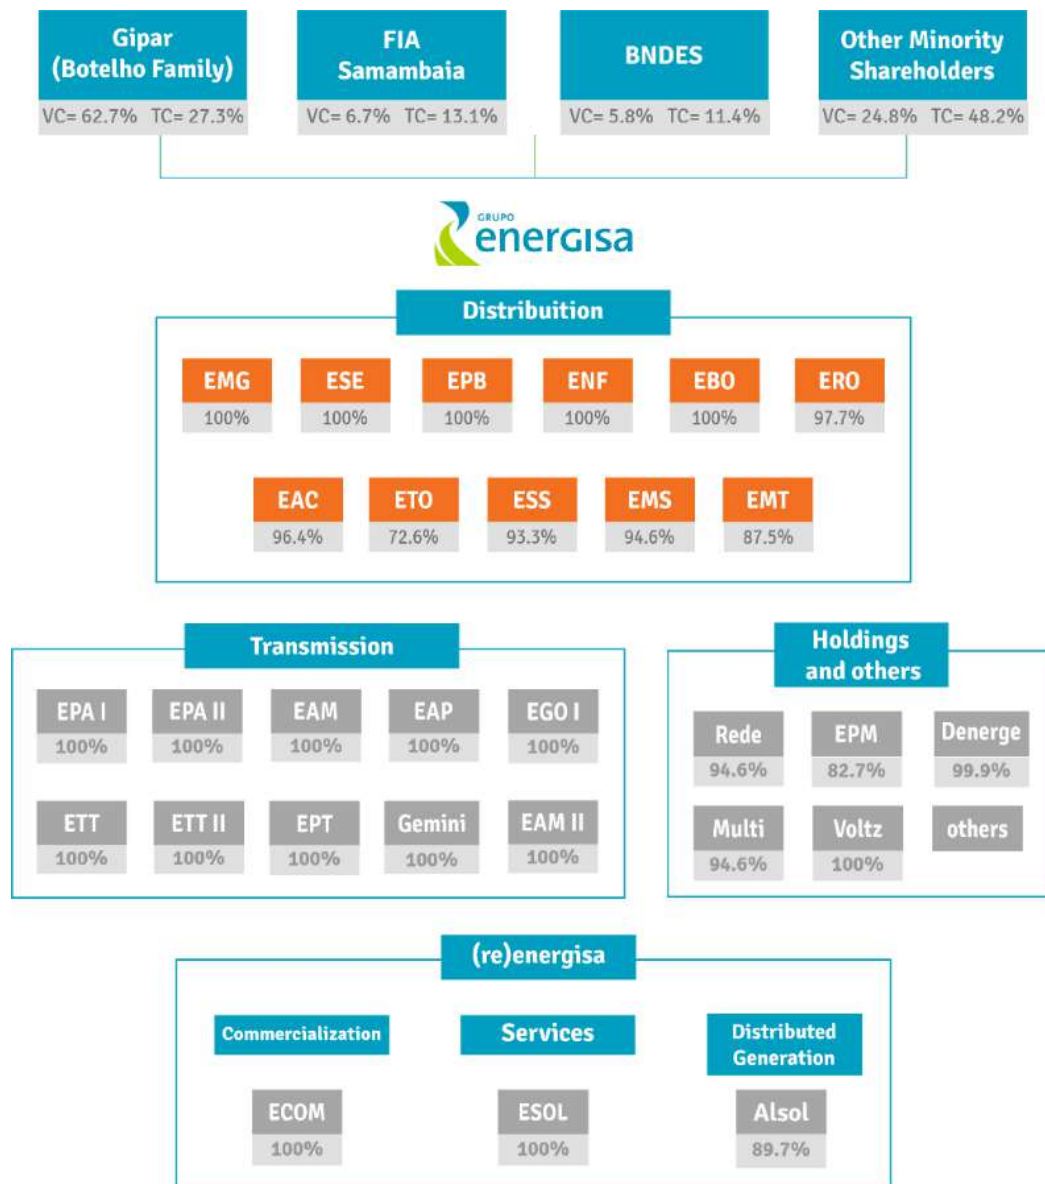 Gipar
(Botelho Family)
VC= 62.7% TC= 27.3%
FIA
Samambaia
VC= 6.7% TC= 13.1%
BNDES
VC= 5.8% TC= 11.4%
Other Minority
Shareholders
VC= 24.8% TC= 48.2%
GRUPO
energisa
Distribuition
EMG
100%
ESE
100%
EPB
100%
ENF
100%
EBO
100%
ERO
97.7%
EAC
96.4%
ETO
72.6%
ESS
93.3%
EMS
94.6%
EMT
87.5%
Transmission
EPA I
100%
EPA II
100%
EAM
100%
EAP
100%
EGO I
100%
ETT
100%
ETT II
100%
EPT
100%
Gemini
100%
EAM II
100%
Holdings
and others
Rede
94.6%
EPM
82.7%
Denerge
99.9%
Multi
94.6%
Voltz
100%
others
(re)energisa
Commercialization
ECOM
100%
Services
ESOL
100%
Distributed
Generation
Alsol
89.7%